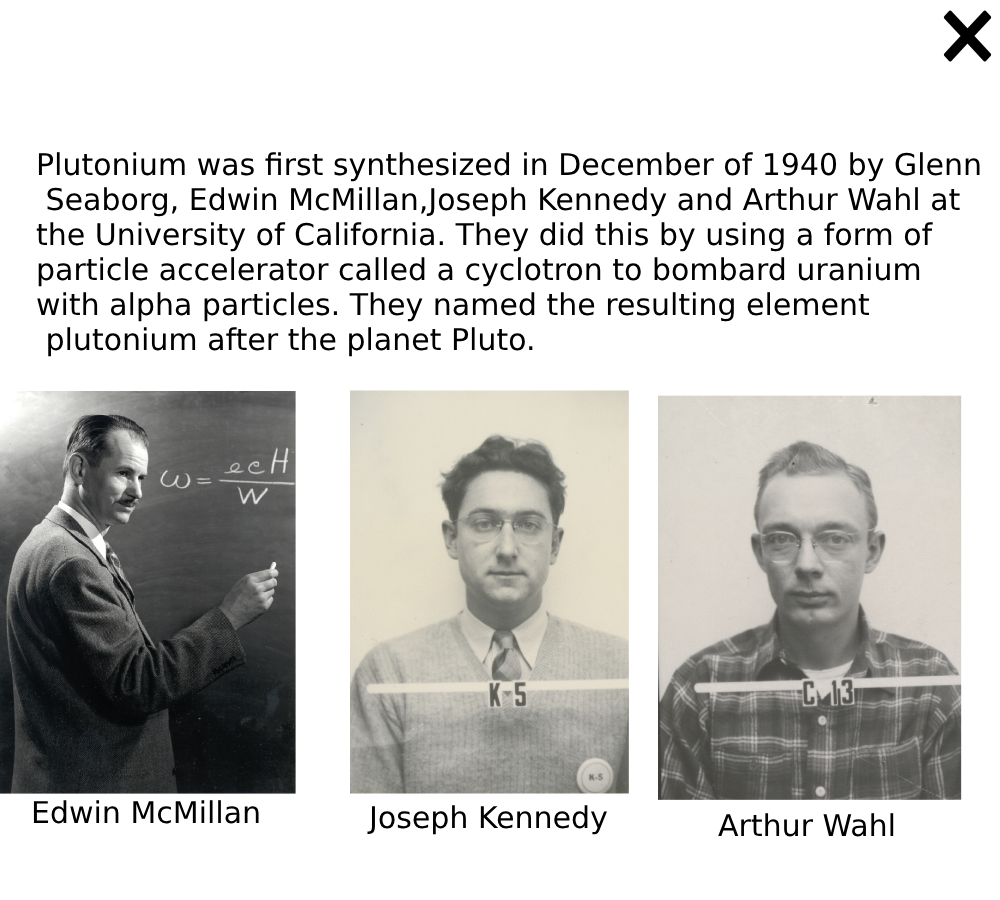 Plutonium was first synthesized in December of 1940 by Glenn
Seaborg, Edwin McMillan,Joseph Kennedy and Arthur Wahl at
the University of California. They did this by using a form of
particle accelerator called a cyclotron to bombard uranium
with alpha particles. They named the resulting element
plutonium after the planet Pluto.
ω = ecH
W
K-5
K-5
C-13
Edwin McMillan
Joseph Kennedy
Arthur Wahl